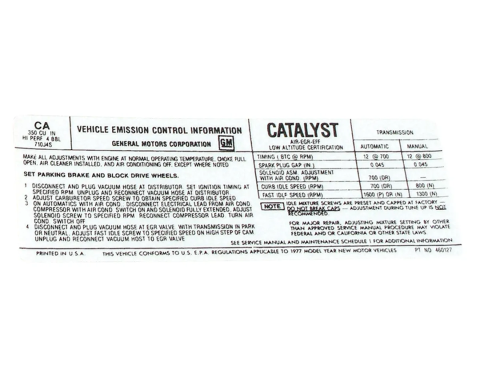 CA
350 CU. IN
HI PERF. 4 BBL
710J4S
VEHICLE EMISSION CONTROL INFORMATION
GENERAL MOTORS CORPORATION GM
CATALYST
AIR-EGR-EFF
LOW ALTITUDE CERTIFICATION
TRANSMISSION
AUTOMATIC MANUAL
TIMING ( BTC @ RPM) 12 @ 700 12 @ 800
SPARK PLUG GAP (IN.) 0.045 0.045
SOLENOID ASM. ADJUSTMENT
WITH AIR COND. (RPM) 700 (DR) —
CURB IDLE SPEED (RPM) 700 (DR) 800 (N)
FAST IDLE SPEED (RPM) 1500 (P) OR (N) 1300 (N)
MAKE ALL ADJUSTMENTS WITH ENGINE AT NORMAL OPERATING TEMPERATURE, CHOKE FULL
OPEN, AIR CLEANER INSTALLED, AND AIR CONDITIONING OFF, EXCEPT WHERE NOTED
SET PARKING BRAKE AND BLOCK DRIVE WHEELS.
1 DISCONNECT AND PLUG VACUUM HOSE AT DISTRIBUTOR. SET IGNITION TIMING AT
SPECIFIED RPM. UNPLUG AND RECONNECT VACUUM HOSE AT DISTRIBUTOR.
2 ADJUST CARBURETOR SPEED SCREW TO OBTAIN SPECIFIED CURB IDLE SPEED
3 ON AUTOMATICS WITH AIR COND. DISCONNECT ELECTRICAL LEAD FROM AIR COND.
COMPRESSOR WITH AIR COND. SWITCH ON AND SOLENOID FULLY EXTENDED. ADJUST
SOLENOID SCREW TO SPECIFIED RPM. RECONNECT COMPRESSOR LEAD. TURN AIR
COND. SWITCH OFF
4 DISCONNECT AND PLUG VACUUM HOSE AT EGR VALVE. WITH TRANSMISSION IN PARK
OR NEUTRAL, ADJUST FAST IDLE SCREW TO SPECIFIED SPEED ON HIGH STEP OF CAM.
UNPLUG AND RECONNECT VACUUM HOST TO EGR VALVE
NOTE IDLE MIXTURE SCREWS ARE PRESET AND CAPPED AT FACTORY —
DO NOT BREAK CAPS — ADJUSTMENT DURING TUNE UP IS NOT
RECOMMENDED.
FOR MAJOR REPAIR, ADJUSTING MIXTURE SETTING BY OTHER
THAN APPROVED SERVICE MANUAL PROCEDURE MAY VIOLATE
FEDERAL AND OR CALIFORNIA OR OTHER STATE LAWS.
SEE SERVICE MANUAL AND MAINTENANCE SCHEDULE 1 FOR ADDITIONAL INFORMATION
PRINTED IN U.S.A. THIS VEHICLE CONFORMS TO U.S. E.P.A. REGULATIONS APPLICABLE TO 1977 MODEL YEAR NEW MOTOR VEHICLES PT. NO. 460127